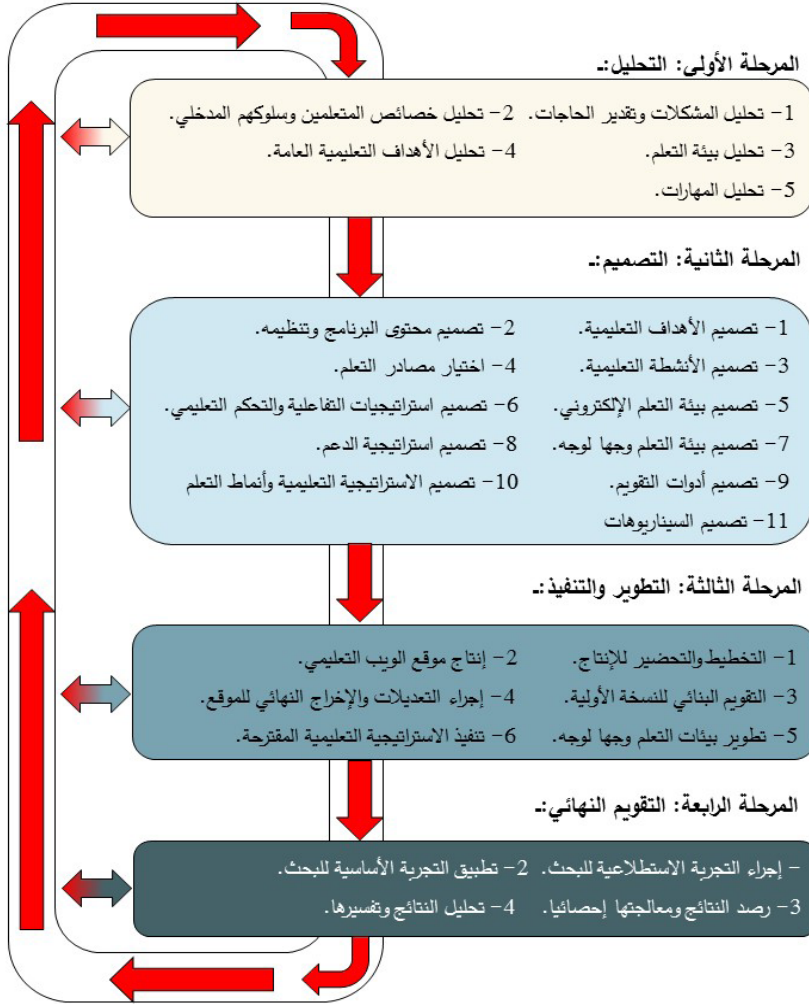 المرحلة الأولى: التحليل:ـ
1- تحليل المشكلات وتقدير الحاجات. 2- تحليل خصائص المتعلمين وسلوكهم المدخلي.
3- تحليل بيئة التعلم. 4- تحليل الأهداف التعليمية العامة.
5- تحليل المهارات.
المرحلة الثانية: التصميم:ـ
1- تصميم الأهداف التعليمية. 2- تصميم محتوى البرنامج وتنظيمه.
3- تصميم الأنشطة التعليمية. 4- اختيار مصادر التعلم.
5- تصميم بيئة التعلم الإلكتروني. 6- تصميم استراتيجيات التفاعلية والتحكم التعليمي.
7- تصميم بيئة التعلم وجها لوجه. 8- تصميم استراتيجية الدعم.
9- تصميم أدوات التقويم. 10- تصميم الاستراتيجية التعليمية وأنماط التعلم
11- تصميم السيناريوهات
المرحلة الثالثة: التطوير والتنفيذ:ـ
1- التخطيط والتحضير للإنتاج. 2- إنتاج موقع الويب التعليمي.
3- التقويم البنائي للنسخة الأولية. 4- إجراء التعديلات والإخراج النهائي للموقع.
5- تطوير بيئات التعلم وجها لوجه. 6- تنفيذ الاستراتيجية التعليمية المقترحة.
المرحلة الرابعة: التقويم النهائي:ـ
- إجراء التجربة الاستطلاعية للبحث. 2- تطبيق التجربة الأساسية للبحث.
3- رصد النتائج ومعالجتها إحصائيا. 4- تحليل النتائج وتفسيرها.